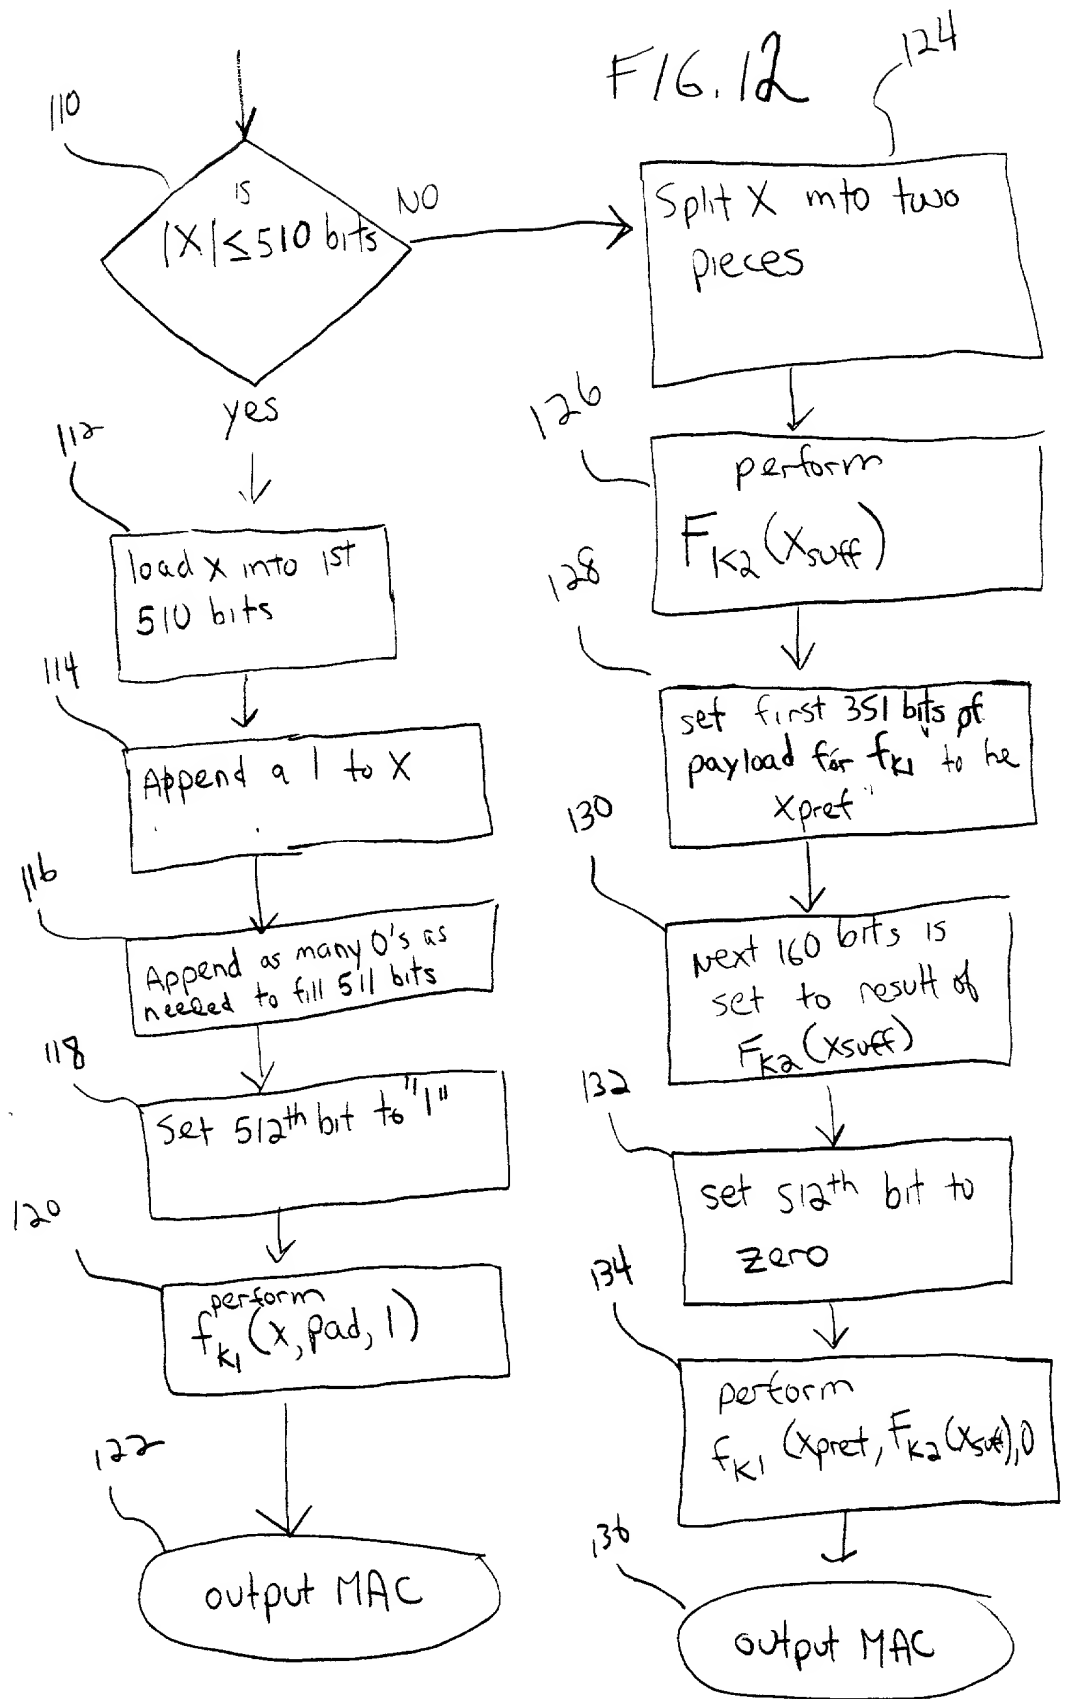 FIG. 12
110
is
|X| ≤ 510 bits
NO
yes
112
load X into 1st
510 bits
114
Append a 1 to X
116
Append as many 0's as
needed to fill 511 bits
118
Set 512th bit to "1"
120
perform
fK1 (X, pad, 1)
122
output MAC
124
Split X into two
pieces
126
perform
FK2 (Xsuff)
128
set first 351 bits of
payload for fK1 to be
Xpref"
130
Next 160 bits is
set to result of
FK2 (Xsuff)
132
set 512th bit to
zero
134
perform
fK1 (Xpref, FK2 (Xsuf), 0
136
output MAC